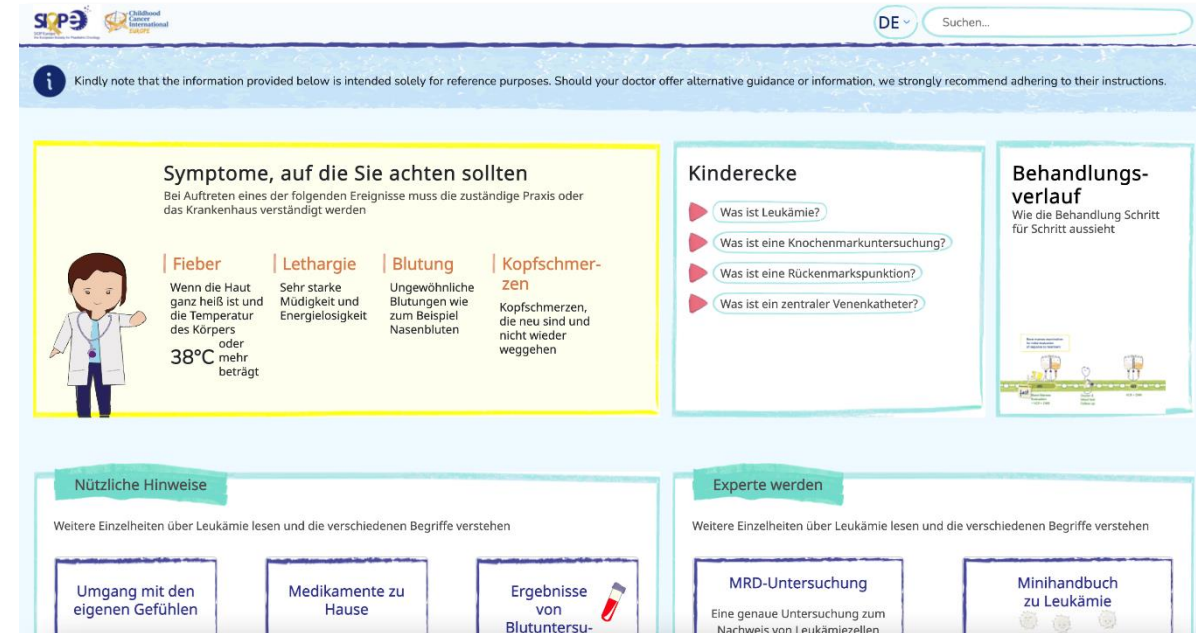 SIOPE
Childhood
Cancer
International
EUROPE
DE
Suchen...
i
Kindly note that the information provided below is intended solely for reference purposes. Should your doctor offer alternative guidance or information, we strongly recommend adhering to their instructions.
Symptome, auf die Sie achten sollten
Bei Auftreten eines der folgenden Ereignisse muss die zuständige Praxis oder
das Krankenhaus verständigt werden
Fieber
Wenn die Haut
ganz heiß ist und
die Temperatur
des Körpers
oder
38°C mehr
beträgt
Lethargie
Sehr starke
Müdigkeit und
Energielosigkeit
Blutung
Ungewöhnliche
Blutungen wie
zum Beispiel
Nasenbluten
Kopfschmer-
zen
Kopfschmerzen,
die neu sind und
nicht wieder
weggehen
Kinderecke
Was ist Leukämie?
Was ist eine Knochenmarkuntersuchung?
Was ist eine Rückenmarkspunktion?
Was ist ein zentraler Venenkatheter?
Behandlungs-
verlauf
Wie die Behandlung Schritt
für Schritt aussieht
Nützliche Hinweise
Weitere Einzelheiten über Leukämie lesen und die verschiedenen Begriffe verstehen
Umgang mit den
eigenen Gefühlen
Medikamente zu
Hause
Ergebnisse
von
Blutuntersu-
Experte werden
Weitere Einzelheiten über Leukämie lesen und die verschiedenen Begriffe verstehen
MRD-Untersuchung
Eine genaue Untersuchung zum
Nachweis von Leukämiezellen
Minihandbuch
zu Leukämie